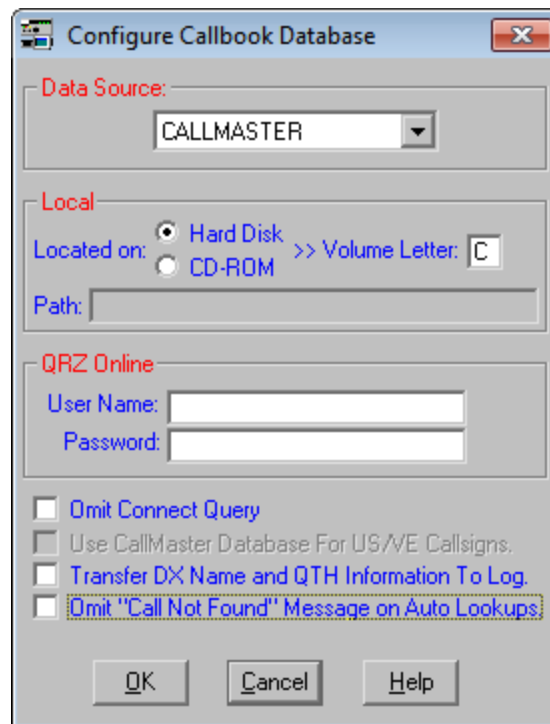 Configure Callbook Database
Data Source:
CALLMASTER
Local
Located on: Hard Disk >> Volume Letter: C
CD-ROM
Path:
QRZ Online
User Name:
Password:
Omit Connect Query
Use CallMaster Database For US/VE Callsigns.
Transfer DX Name and QTH Information To Log.
Omit "Call Not Found" Message on Auto Lookups.
OK Cancel Help